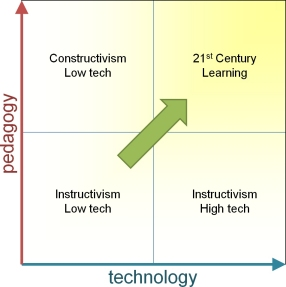 Constructivism
Low tech
21st Century
Learning
pedagogy
Instructivism
Low tech
Instructivism
High tech
technology